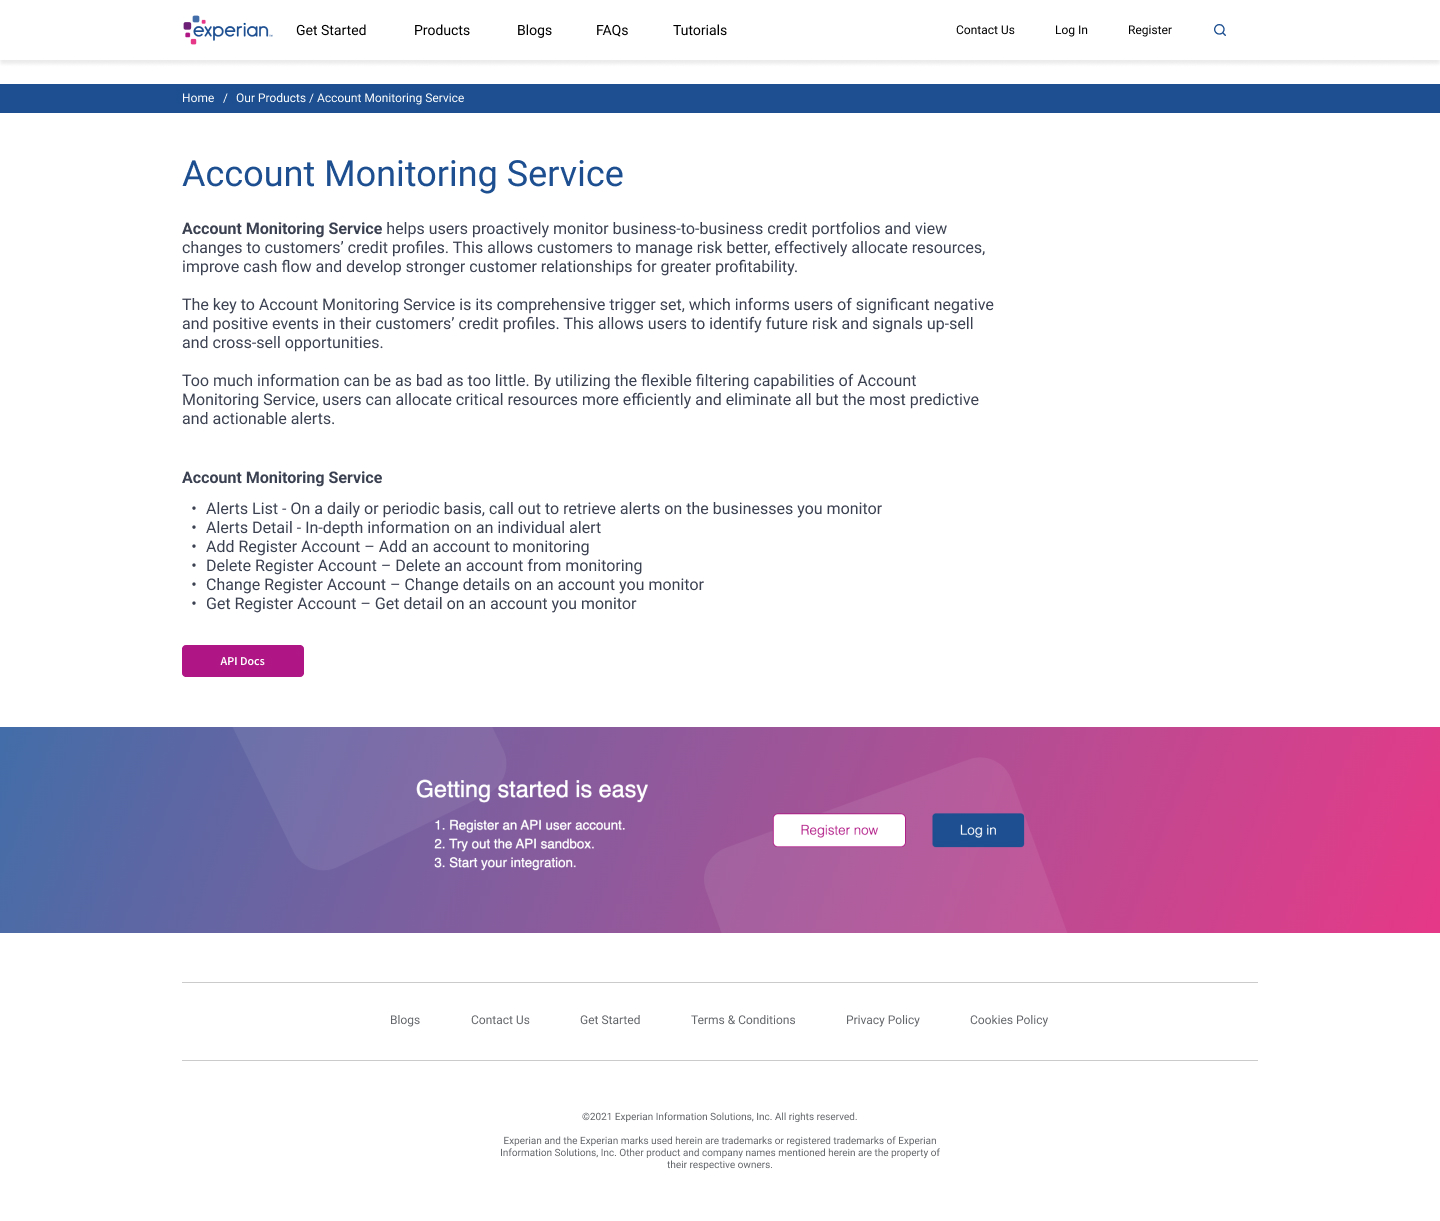 experian™
Get Started
Products
Blogs
FAQs
Tutorials
Contact Us
Log In
Register
Home / Our Products / Account Monitoring Service
Account Monitoring Service
Account Monitoring Service helps users proactively monitor business-to-business credit portfolios and view
changes to customers’ credit profiles. This allows customers to manage risk better, effectively allocate resources,
improve cash flow and develop stronger customer relationships for greater profitability.
The key to Account Monitoring Service is its comprehensive trigger set, which informs users of significant negative
and positive events in their customers’ credit profiles. This allows users to identify future risk and signals up-sell
and cross-sell opportunities.
Too much information can be as bad as too little. By utilizing the flexible filtering capabilities of Account
Monitoring Service, users can allocate critical resources more efficiently and eliminate all but the most predictive
and actionable alerts.
Account Monitoring Service
• Alerts List - On a daily or periodic basis, call out to retrieve alerts on the businesses you monitor
• Alerts Detail - In-depth information on an individual alert
• Add Register Account – Add an account to monitoring
• Delete Register Account – Delete an account from monitoring
• Change Register Account – Change details on an account you monitor
• Get Register Account – Get detail on an account you monitor
API Docs
Getting started is easy
1. Register an API user account.
2. Try out the API sandbox.
3. Start your integration.
Register now
Log in
Blogs
Contact Us
Get Started
Terms & Conditions
Privacy Policy
Cookies Policy
©2021 Experian Information Solutions, Inc. All rights reserved.
Experian and the Experian marks used herein are trademarks or registered trademarks of Experian
Information Solutions, Inc. Other product and company names mentioned herein are the property of
their respective owners.